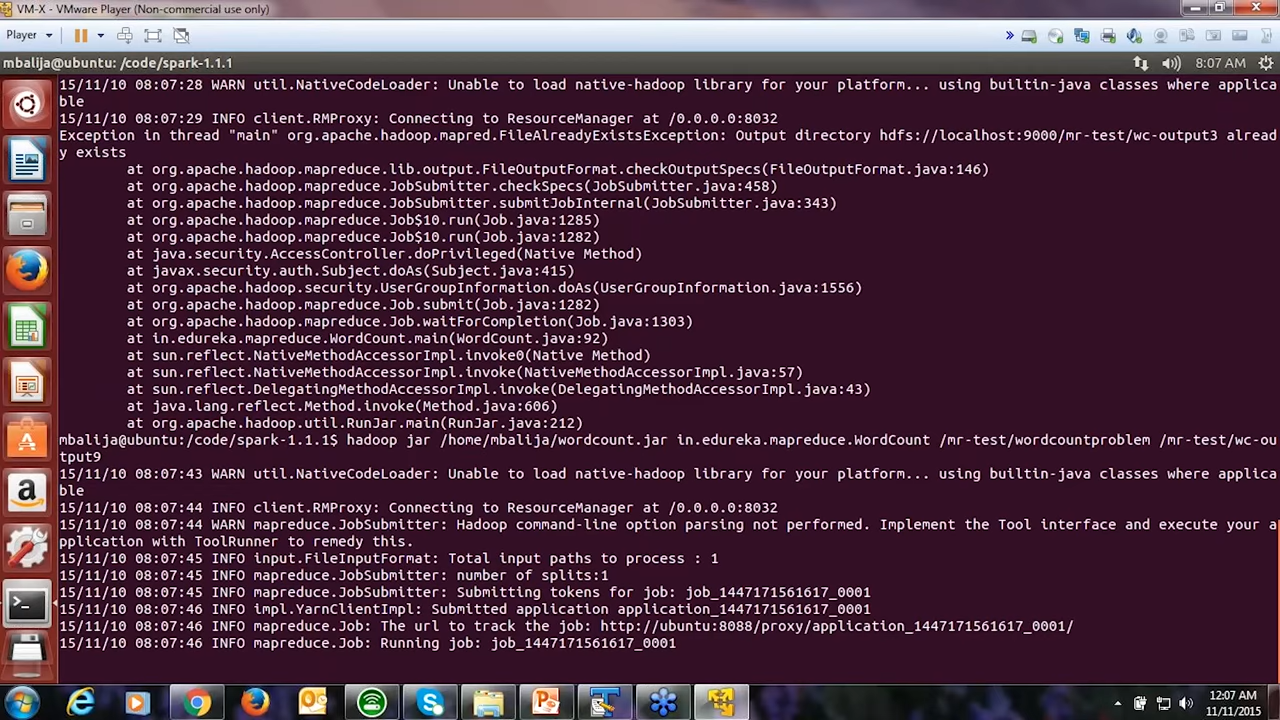 VM-X - VMware Player (Non-commercial use only)
Player
mbalija@ubuntu: /code/spark-1.1.1
8:07 AM
15/11/10 08:07:28 WARN util.NativeCodeLoader: Unable to load native-hadoop library for your platform... using builtin-java classes where applica
ble
15/11/10 08:07:29 INFO client.RMProxy: Connecting to ResourceManager at /0.0.0.0:8032
Exception in thread "main" org.apache.hadoop.mapred.FileAlreadyExistsException: Output directory hdfs://localhost:9000/mr-test/wc-output3 alread
y exists
at org.apache.hadoop.mapreduce.lib.output.FileOutputFormat.checkOutputSpecs(FileOutputFormat.java:146)
at org.apache.hadoop.mapreduce.JobSubmitter.checkSpecs(JobSubmitter.java:458)
at org.apache.hadoop.mapreduce.JobSubmitter.submitJobInternal(JobSubmitter.java:343)
at org.apache.hadoop.mapreduce.Job$10.run(Job.java:1285)
at org.apache.hadoop.mapreduce.Job$10.run(Job.java:1282)
at java.security.AccessController.doPrivileged(Native Method)
at javax.security.auth.Subject.doAs(Subject.java:415)
at org.apache.hadoop.security.UserGroupInformation.doAs(UserGroupInformation.java:1556)
at org.apache.hadoop.mapreduce.Job.submit(Job.java:1282)
at org.apache.hadoop.mapreduce.Job.waitForCompletion(Job.java:1303)
at in.edureka.mapreduce.WordCount.main(WordCount.java:92)
at sun.reflect.NativeMethodAccessorImpl.invoke0(Native Method)
at sun.reflect.NativeMethodAccessorImpl.invoke(NativeMethodAccessorImpl.java:57)
at sun.reflect.DelegatingMethodAccessorImpl.invoke(DelegatingMethodAccessorImpl.java:43)
at java.lang.reflect.Method.invoke(Method.java:606)
at org.apache.hadoop.util.RunJar.main(RunJar.java:212)
mbalija@ubuntu:/code/spark-1.1.1$ hadoop jar /home/mbalija/wordcount.jar in.edureka.mapreduce.WordCount /mr-test/wordcountproblem /mr-test/wc-ou
tput9
15/11/10 08:07:43 WARN util.NativeCodeLoader: Unable to load native-hadoop library for your platform... using builtin-java classes where applica
ble
15/11/10 08:07:44 INFO client.RMProxy: Connecting to ResourceManager at /0.0.0.0:8032
15/11/10 08:07:44 WARN mapreduce.JobSubmitter: Hadoop command-line option parsing not performed. Implement the Tool interface and execute your a
pplication with ToolRunner to remedy this.
15/11/10 08:07:45 INFO input.FileInputFormat: Total input paths to process : 1
15/11/10 08:07:45 INFO mapreduce.JobSubmitter: number of splits:1
15/11/10 08:07:45 INFO mapreduce.JobSubmitter: Submitting tokens for job: job_1447171561617_0001
15/11/10 08:07:46 INFO impl.YarnClientImpl: Submitted application application_1447171561617_0001
15/11/10 08:07:46 INFO mapreduce.Job: The url to track the job: http://ubuntu:8088/proxy/application_1447171561617_0001/
15/11/10 08:07:46 INFO mapreduce.Job: Running job: job_1447171561617_0001
12:07 AM
11/11/2015